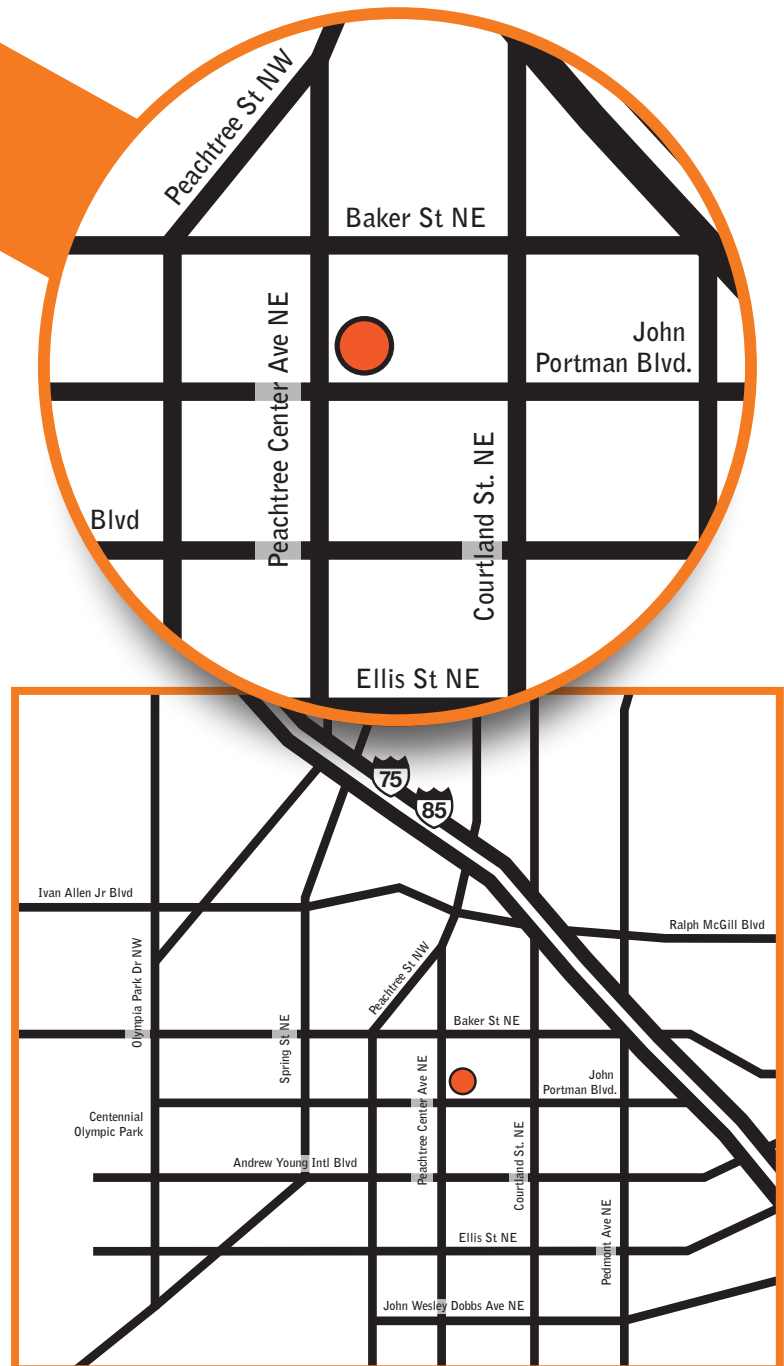 Peachtree St NW
Baker St NE
Peachtree Center Ave NE
John
Portman Blvd.
Courtland St. NE
Blvd
Ellis St NE
75
85
Ivan Allen Jr Blvd
Ralph McGill Blvd
Olympia Park Dr NW
Peachtree St NW
Spring St NE
Baker St NE
Peachtree Center Ave NE
John
Portman Blvd.
Centennial
Olympic Park
Courtland St. NE
Andrew Young Intl Blvd
Pedmont Ave NE
Ellis St NE
John Wesley Dobbs Ave NE